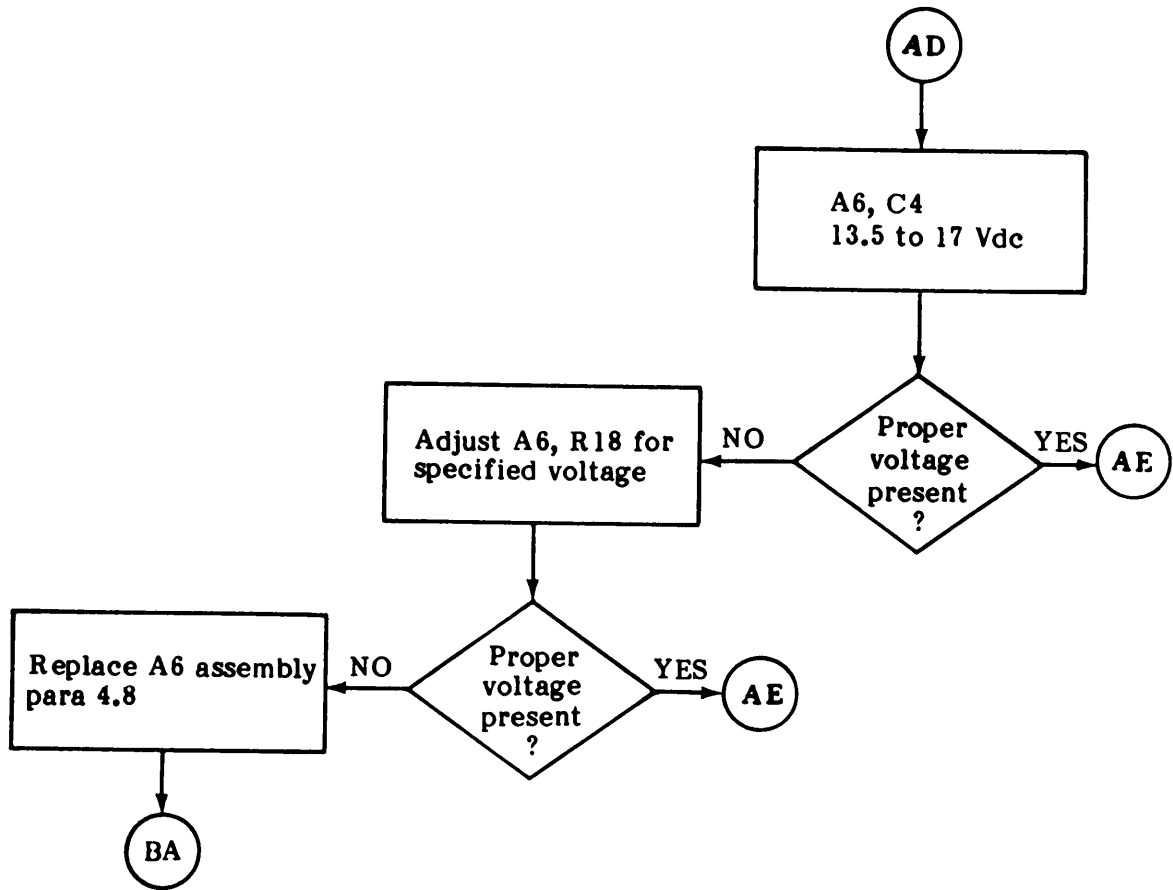 AD
A6, C4
13.5 to 17 Vdc
Proper
voltage
present
?
YES
AE
NO
Adjust A6, R18 for
specified voltage
Proper
voltage
present
?
YES
AE
NO
Replace A6 assembly
para 4.8
BA